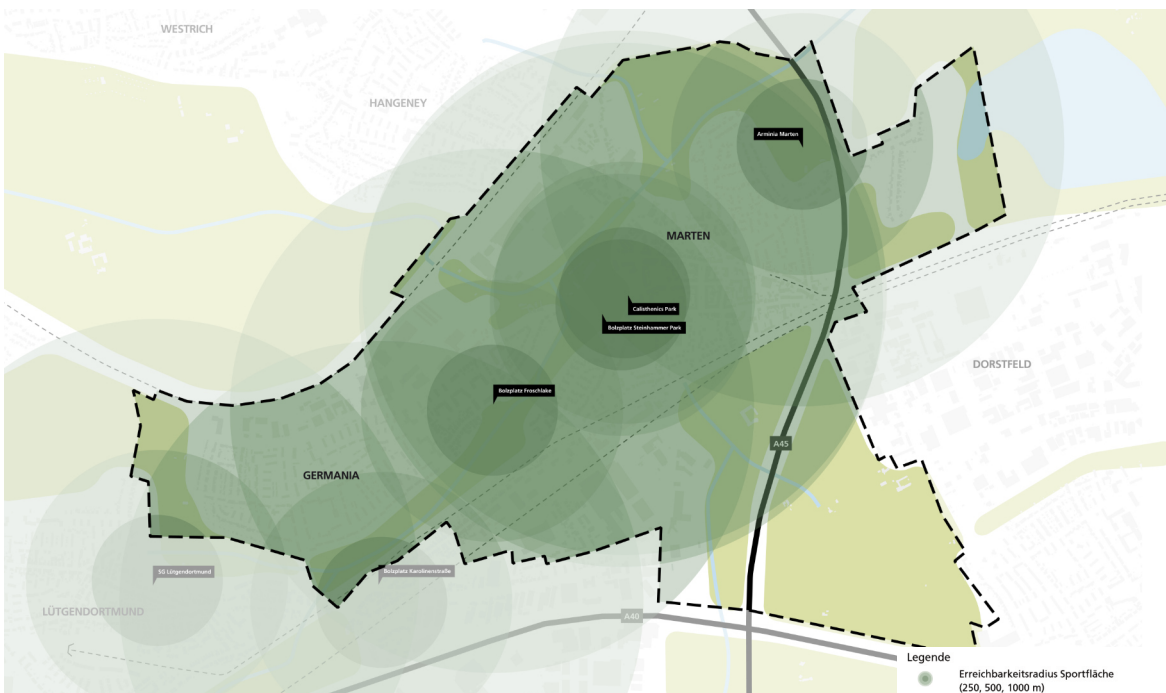 WESTRICH
HANGENEY
Arminia Marten
MARTEN
Calisthenics Park
Bolzplatz Steinhammer Park
DORSTFELD
Bolzplatz Froschlake
A45
GERMANIA
SG Lütgendortmund
Bolzplatz Karolinenstraße
LÜTGENDORTMUND
A40
Legende
Erreichbarkeitsradius Sportfläche
(250, 500, 1000 m)